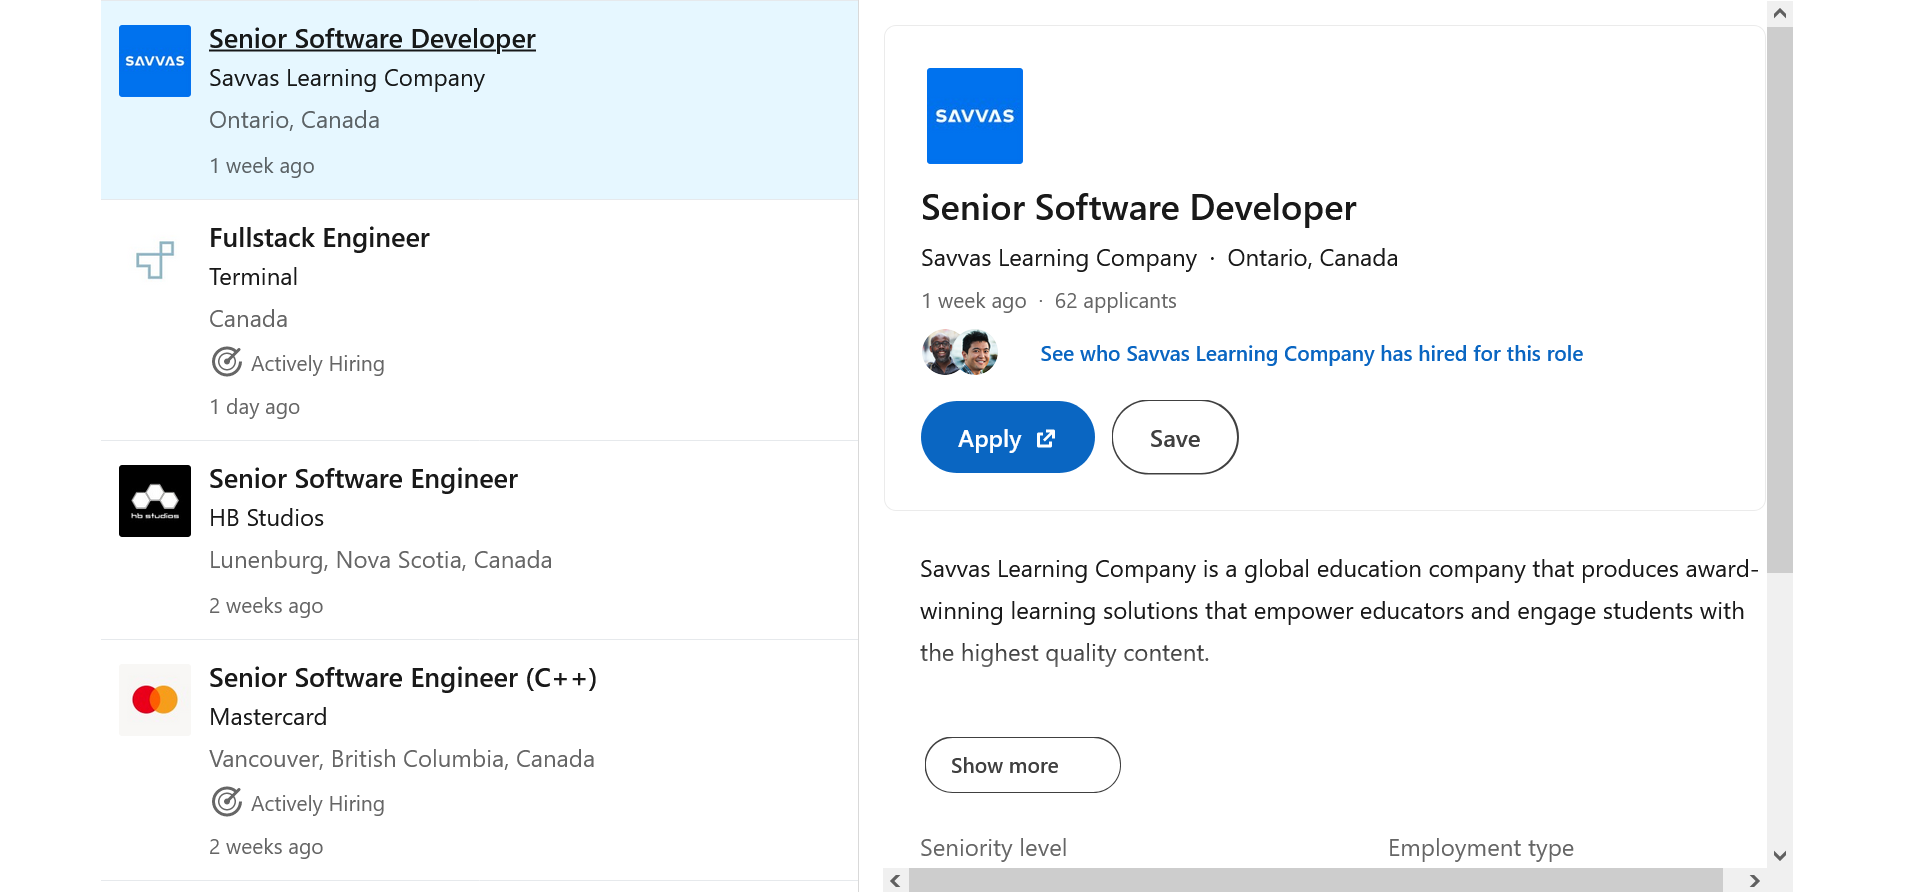 SAVVAS
Senior Software Developer
Savvas Learning Company
Ontario, Canada
1 week ago
Fullstack Engineer
Terminal
Canada
Actively Hiring
1 day ago
hb studios
Senior Software Engineer
HB Studios
Lunenburg, Nova Scotia, Canada
2 weeks ago
Senior Software Engineer (C++)
Mastercard
Vancouver, British Columbia, Canada
Actively Hiring
2 weeks ago
SAVVAS
Senior Software Developer
Savvas Learning Company · Ontario, Canada
1 week ago · 62 applicants
See who Savvas Learning Company has hired for this role
Apply
Save
Savvas Learning Company is a global education company that produces award-
winning learning solutions that empower educators and engage students with
the highest quality content.
Show more
Seniority level
Employment type